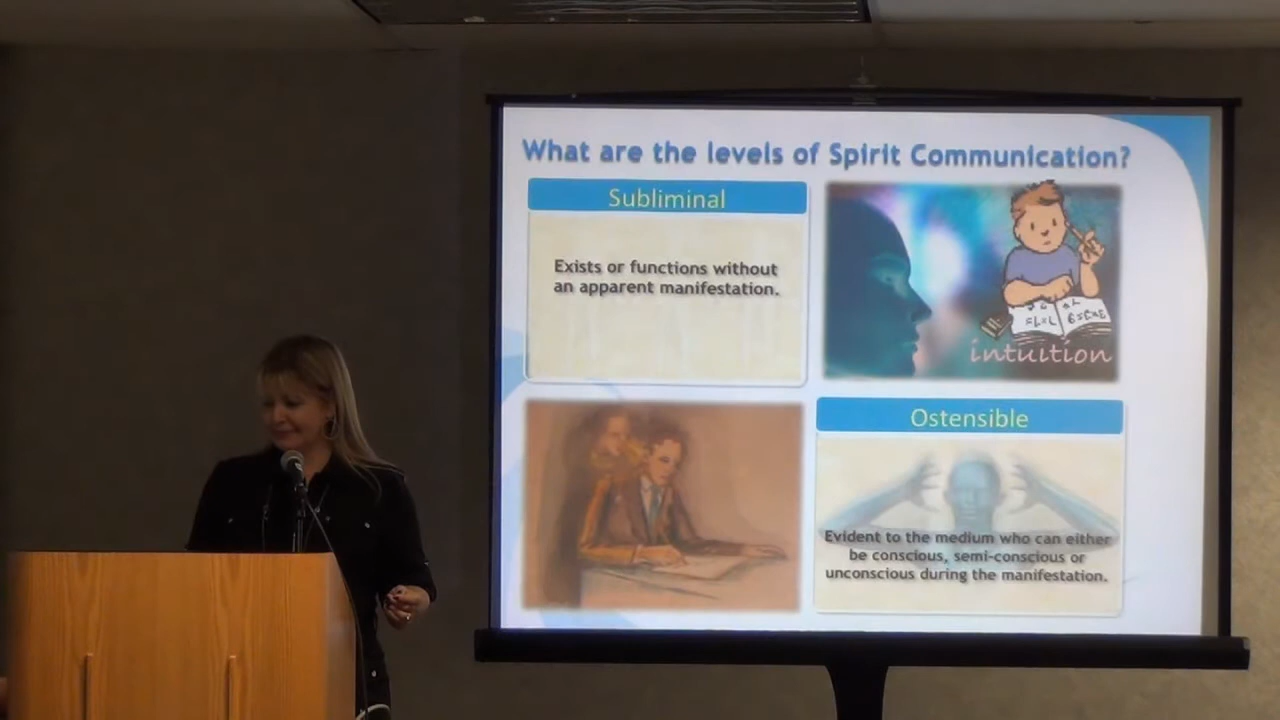 What are the levels of Spirit Communication?
Subliminal
Exists or functions without
an apparent manifestation.
intuition
Ostensible
Evident to the medium who can either
be conscious, semi-conscious or
unconscious during the manifestation.